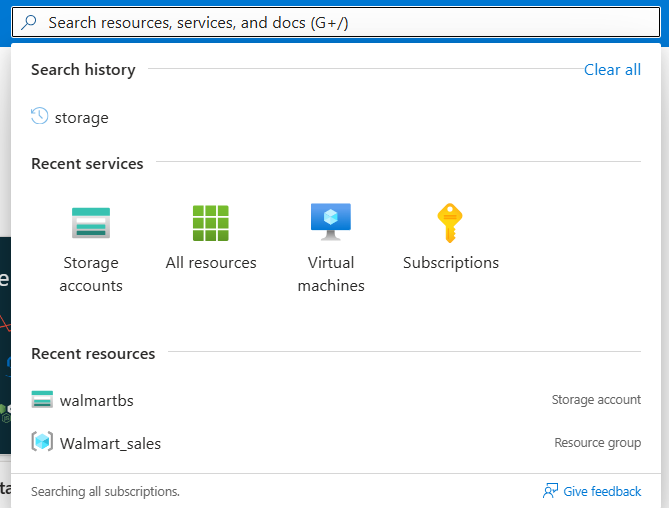 Search resources, services, and docs (G+/)
Search history
Clear all
storage
Recent services
Storage accounts
All resources
Virtual machines
Subscriptions
Recent resources
walmartbs
Storage account
Walmart_sales
Resource group
Searching all subscriptions.
Give feedback
e
ta